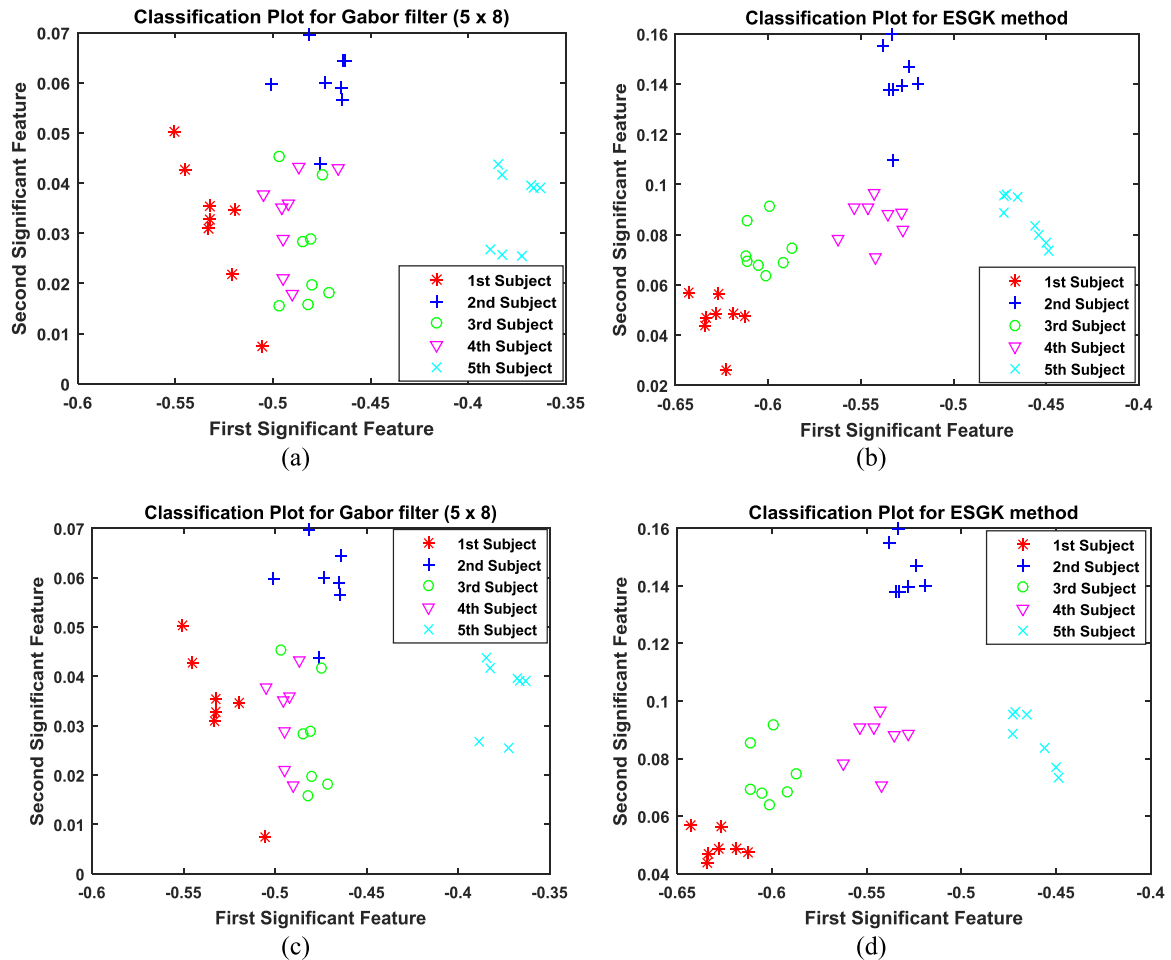 Classification Plot for Gabor filter (5 x 8)
0.07
0.06
0.05
0.04
0.03
0.02
0.01
0
Second Significant Feature
1st Subject
2nd Subject
3rd Subject
4th Subject
5th Subject
-0.6 -0.55 -0.5 -0.45 -0.4 -0.35
First Significant Feature
(a)
Classification Plot for ESGK method
0.16
0.14
0.12
0.1
0.08
0.06
0.04
0.02
Second Significant Feature
1st Subject
2nd Subject
3rd Subject
4th Subject
5th Subject
-0.65 -0.6 -0.55 -0.5 -0.45 -0.4
First Significant Feature
(b)
Classification Plot for Gabor filter (5 x 8)
0.07
0.06
0.05
0.04
0.03
0.02
0.01
0
Second Significant Feature
1st Subject
2nd Subject
3rd Subject
4th Subject
5th Subject
-0.6 -0.55 -0.5 -0.45 -0.4 -0.35
First Significant Feature
(c)
Classification Plot for ESGK method
0.16
0.14
0.12
0.1
0.08
0.06
0.04
Second Significant Feature
1st Subject
2nd Subject
3rd Subject
4th Subject
5th Subject
-0.65 -0.6 -0.55 -0.5 -0.45 -0.4
First Significant Feature
(d)